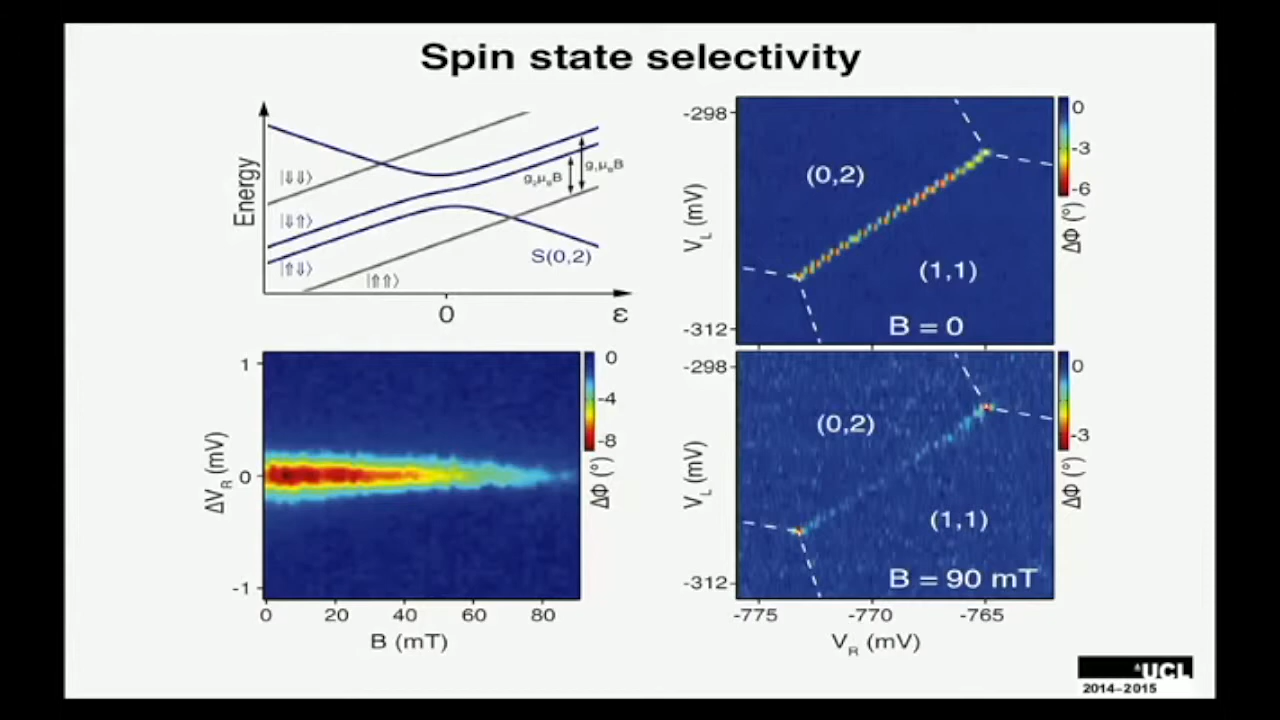 Spin state selectivity
Energy
|⇓⇓⟩
|⇓⇑⟩
|⇑⇓⟩
|⇑⇑⟩
g₂μ_BB
g₁μ_BB
S(0,2)
0
ε
-298
V_L (mV)
-312
(0,2)
(1,1)
B = 0
0
-3
-6
ΔΦ (°)
1
0
-1
ΔV_R (mV)
0
20
40
60
80
B (mT)
0
-4
-8
ΔΦ (°)
-298
V_L (mV)
-312
(0,2)
(1,1)
B = 90 mT
0
-3
ΔΦ (°)
-775
-770
-765
V_R (mV)
UCL
2014–2015